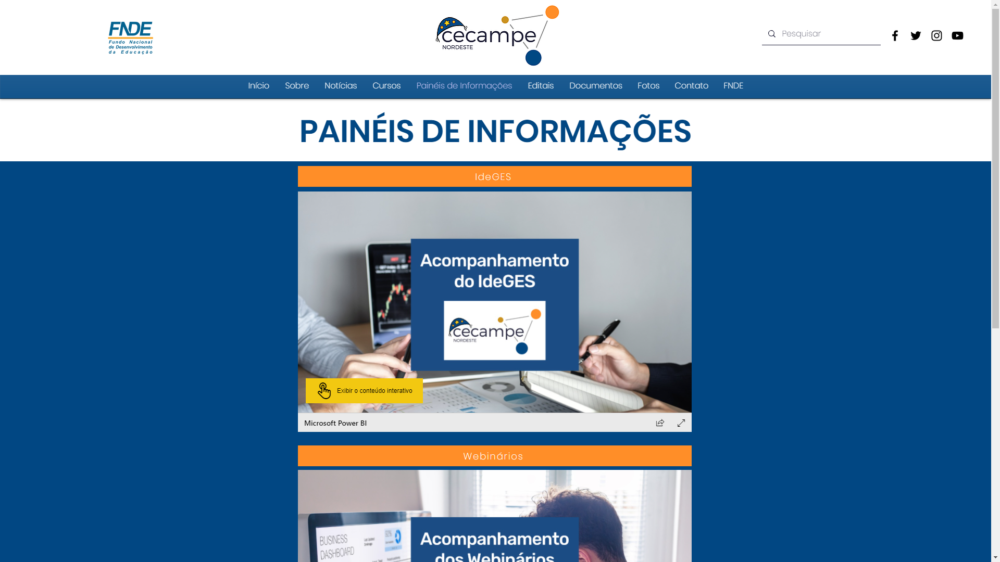 FNDE
Fundo Nacional
de Desenvolvimento
da Educação
cecampe
NORDESTE
Pesquisar
Início Sobre Notícias Cursos Painéis de Informações Editais Documentos Fotos Contato FNDE
PAINÉIS DE INFORMAÇÕES
IdeGES
Acompanhamento
do IdeGES
cecampe
NORDESTE
Exibir o conteúdo interativo
Microsoft Power BI
Webinários
BUSINESS
DASHBOARD
Acompanhamento
dos Webinários